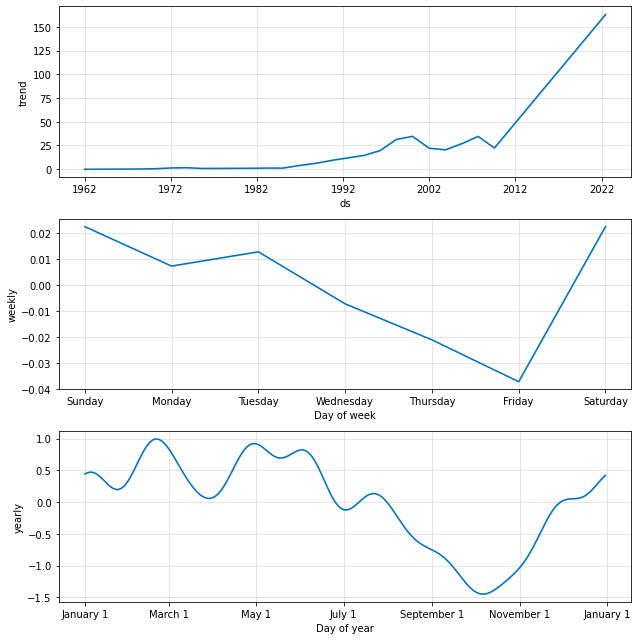 150
125
100
75
50
25
0
trend
1962 1972 1982 1992 2002 2012 2022
ds
0.02
0.01
0.00
−0.01
−0.02
−0.03
−0.04
weekly
Sunday Monday Tuesday Wednesday Thursday Friday Saturday
Day of week
1.0
0.5
0.0
−0.5
−1.0
−1.5
yearly
January 1 March 1 May 1 July 1 September 1 November 1 January 1
Day of year